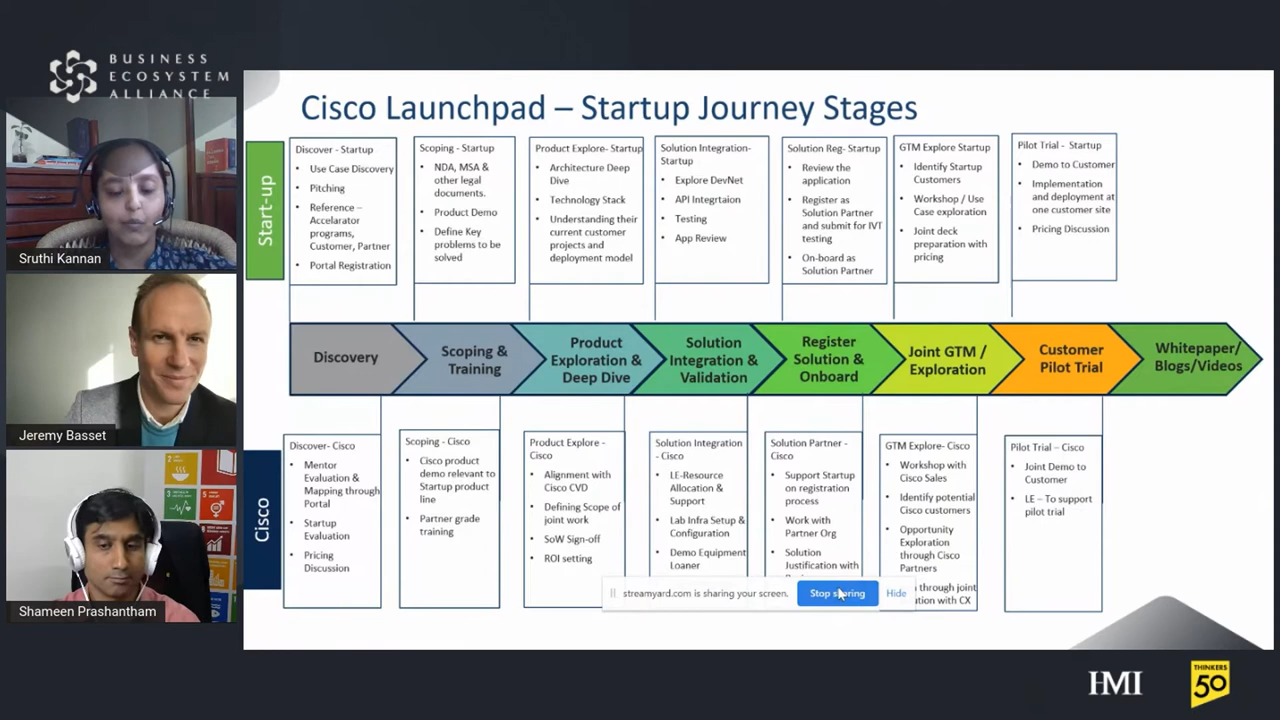 BUSINESS
ECOSYSTEM
ALLIANCE
Cisco Launchpad – Startup Journey Stages
Start-up
Discover - Startup
• Use Case Discovery
• Pitching
• Reference –
Accelarator
programs,
Customer, Partner
• Portal Registration
Scoping - Startup
• NDA, MSA &
other legal
documents.
• Product Demo
• Define Key
problems to be
solved
Product Explore- Startup
• Architecture Deep
Dive
• Technology Stack
• Understanding their
current customer
projects and
deployment model
Solution Integration-
Startup
• Explore DevNet
• API Integrtaion
• Testing
• App Review
Solution Reg- Startup
• Review the
application
• Register as
Solution Partner
and submit for IVT
testing
• On-board as
Solution Partner
GTM Explore Startup
• Identify Startup
Customers
• Workshop / Use
Case exploration
• Joint deck
preparation with
pricing
Pilot Trial - Startup
• Demo to Customer
• Implementation
and deployment at
one customer site
• Pricing Discussion
Discovery
Scoping &
Training
Product
Exploration &
Deep Dive
Solution
Integration &
Validation
Register
Solution &
Onboard
Joint GTM /
Exploration
Customer
Pilot Trial
Whitepaper/
Blogs/Videos
Cisco
Discover- Cisco
• Mentor
Evaluation &
Mapping through
Portal
• Startup
Evaluation
• Pricing
Discussion
Scoping - Cisco
• Cisco product
demo relevant to
Startup product
line
• Partner grade
training
Product Explore -
Cisco
• Alignment with
Cisco CVD
• Defining Scope of
joint work
• SoW Sign-off
• ROI setting
Solution Integration
- Cisco
• LE-Resource
Allocation &
Support
• Lab Infra Setup &
Configuration
• Demo Equipment
Loaner
Solution Partner -
Cisco
• Support Startup
on registration
process
• Work with
Partner Org
• Solution
Justification with
GTM Explore- Cisco
• Workshop with
Cisco Sales
• Identify potential
Cisco customers
• Opportunity
Exploration
through Cisco
Partners
through joint
with CX
Pilot Trial – Cisco
• Joint Demo to
Customer
• LE – To support
pilot trial
streamyard.com is sharing your screen.
Stop sharing
Hide
Sruthi Kannan
Jeremy Basset
Shameen Prashantham
HMI
THINKERS
50